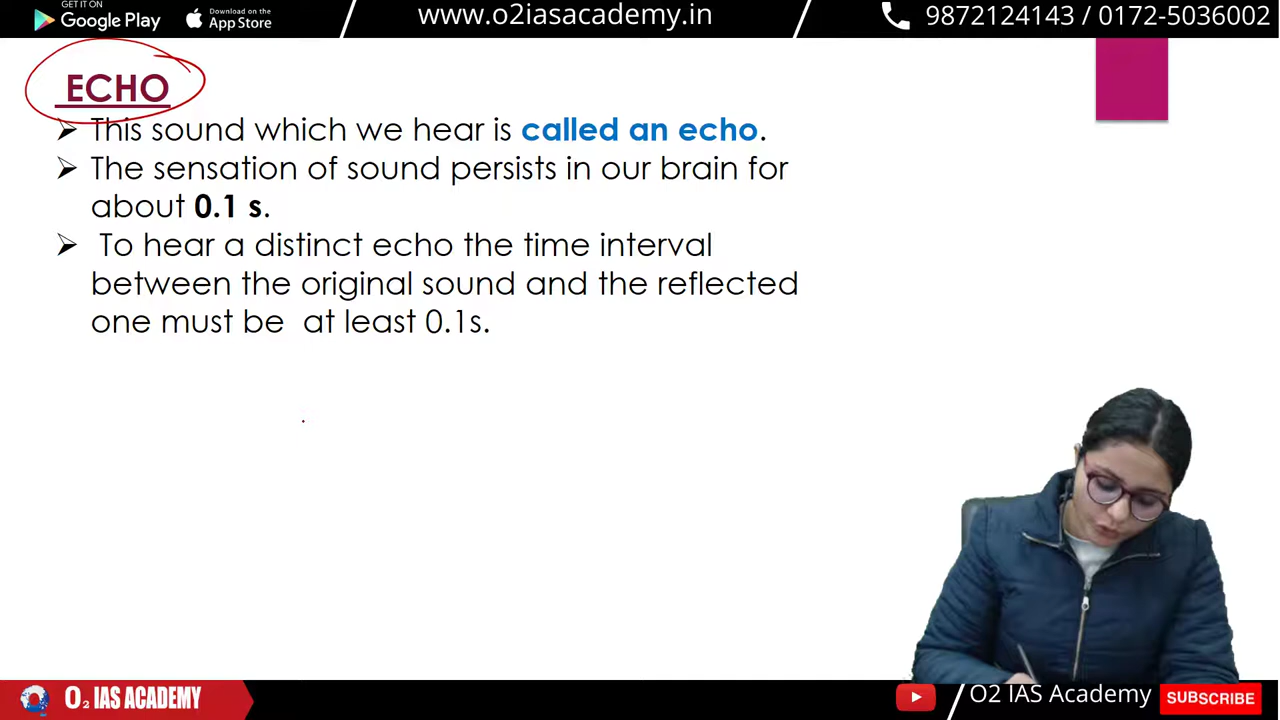 GET IT ON
Google Play
Download on the
App Store
www.o2iasacademy.in
9872124143 / 0172-5036002
ECHO
➢ This sound which we hear is called an echo.
➢ The sensation of sound persists in our brain for
about 0.1 s.
➢ To hear a distinct echo the time interval
between the original sound and the reflected
one must be at least 0.1s.
O₂ IAS ACADEMY
O2 IAS Academy
SUBSCRIBE